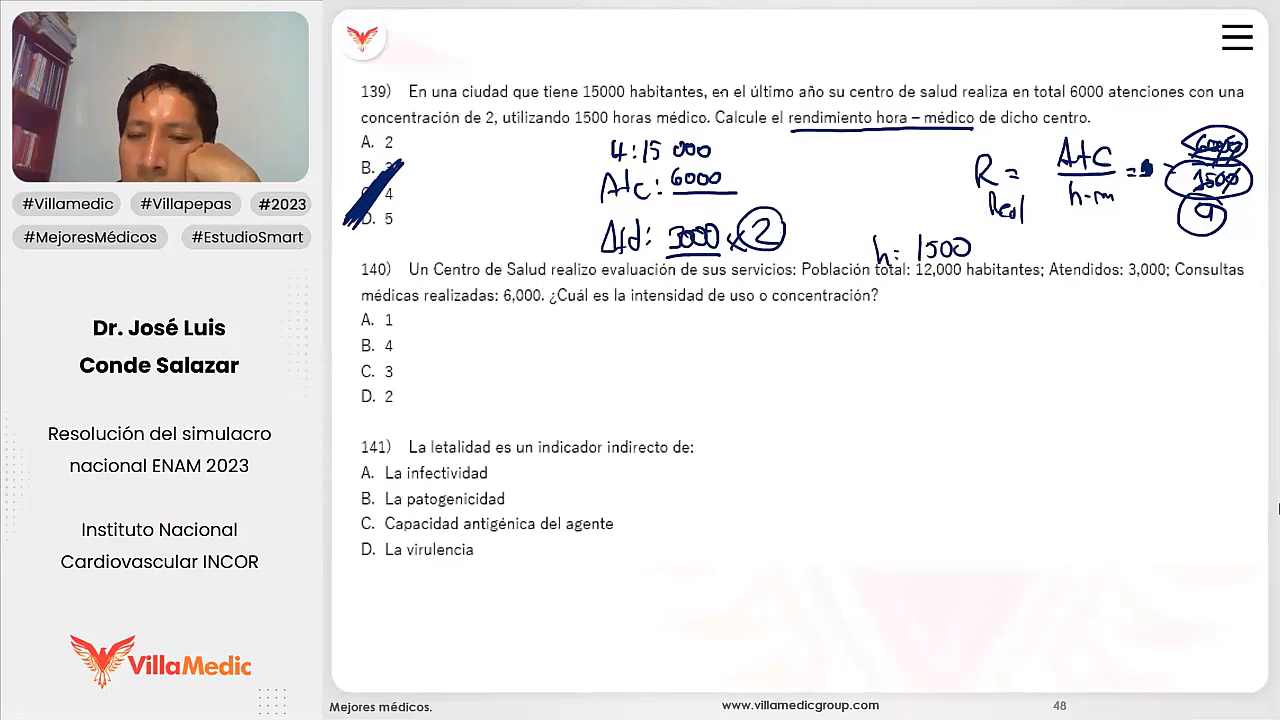 #Villamedic #Villapepas #2023
#MejoresMédicos #EstudioSmart
Dr. José Luis
Conde Salazar
Resolución del simulacro
nacional ENAM 2023
Instituto Nacional
Cardiovascular INCOR
VillaMedic
139) En una ciudad que tiene 15000 habitantes, en el último año su centro de salud realiza en total 6000 atenciones con una
concentración de 2, utilizando 1500 horas médico. Calcule el rendimiento hora – médico de dicho centro.
A. 2
B. 3
4
D. 5
15 000
Atc: 6000
Atd: 3000 x 2
h: 1500
R = Atc =
Real h-m
6000
1500
140) Un Centro de Salud realizo evaluación de sus servicios: Población total: 12,000 habitantes; Atendidos: 3,000; Consultas
médicas realizadas: 6,000. ¿Cuál es la intensidad de uso o concentración?
A. 1
B. 4
C. 3
D. 2
141) La letalidad es un indicador indirecto de:
A. La infectividad
B. La patogenicidad
C. Capacidad antigénica del agente
D. La virulencia
Mejores médicos. www.villamedicgroup.com 48